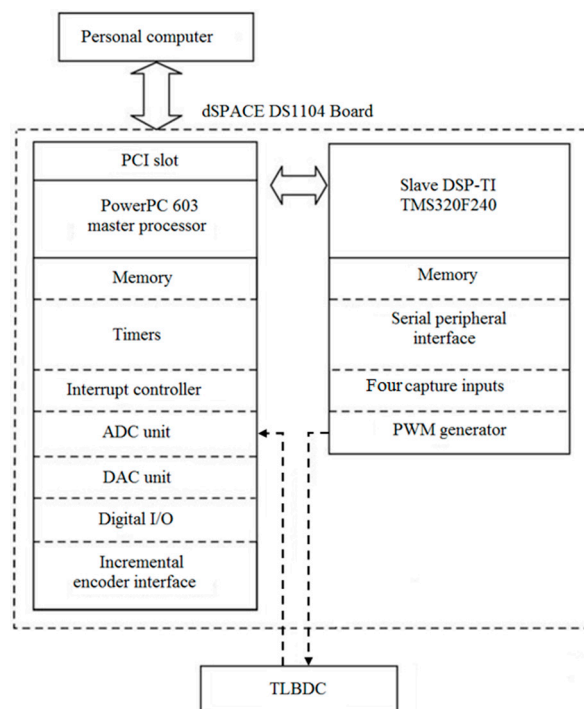 Personal computer
dSPACE DS1104 Board
PCI slot
PowerPC 603
master processor
Memory
Timers
Interrupt controller
ADC unit
DAC unit
Digital I/O
Incremental
encoder interface
Slave DSP-TI
TMS320F240
Memory
Serial peripheral
interface
Four capture inputs
PWM generator
TLBDC